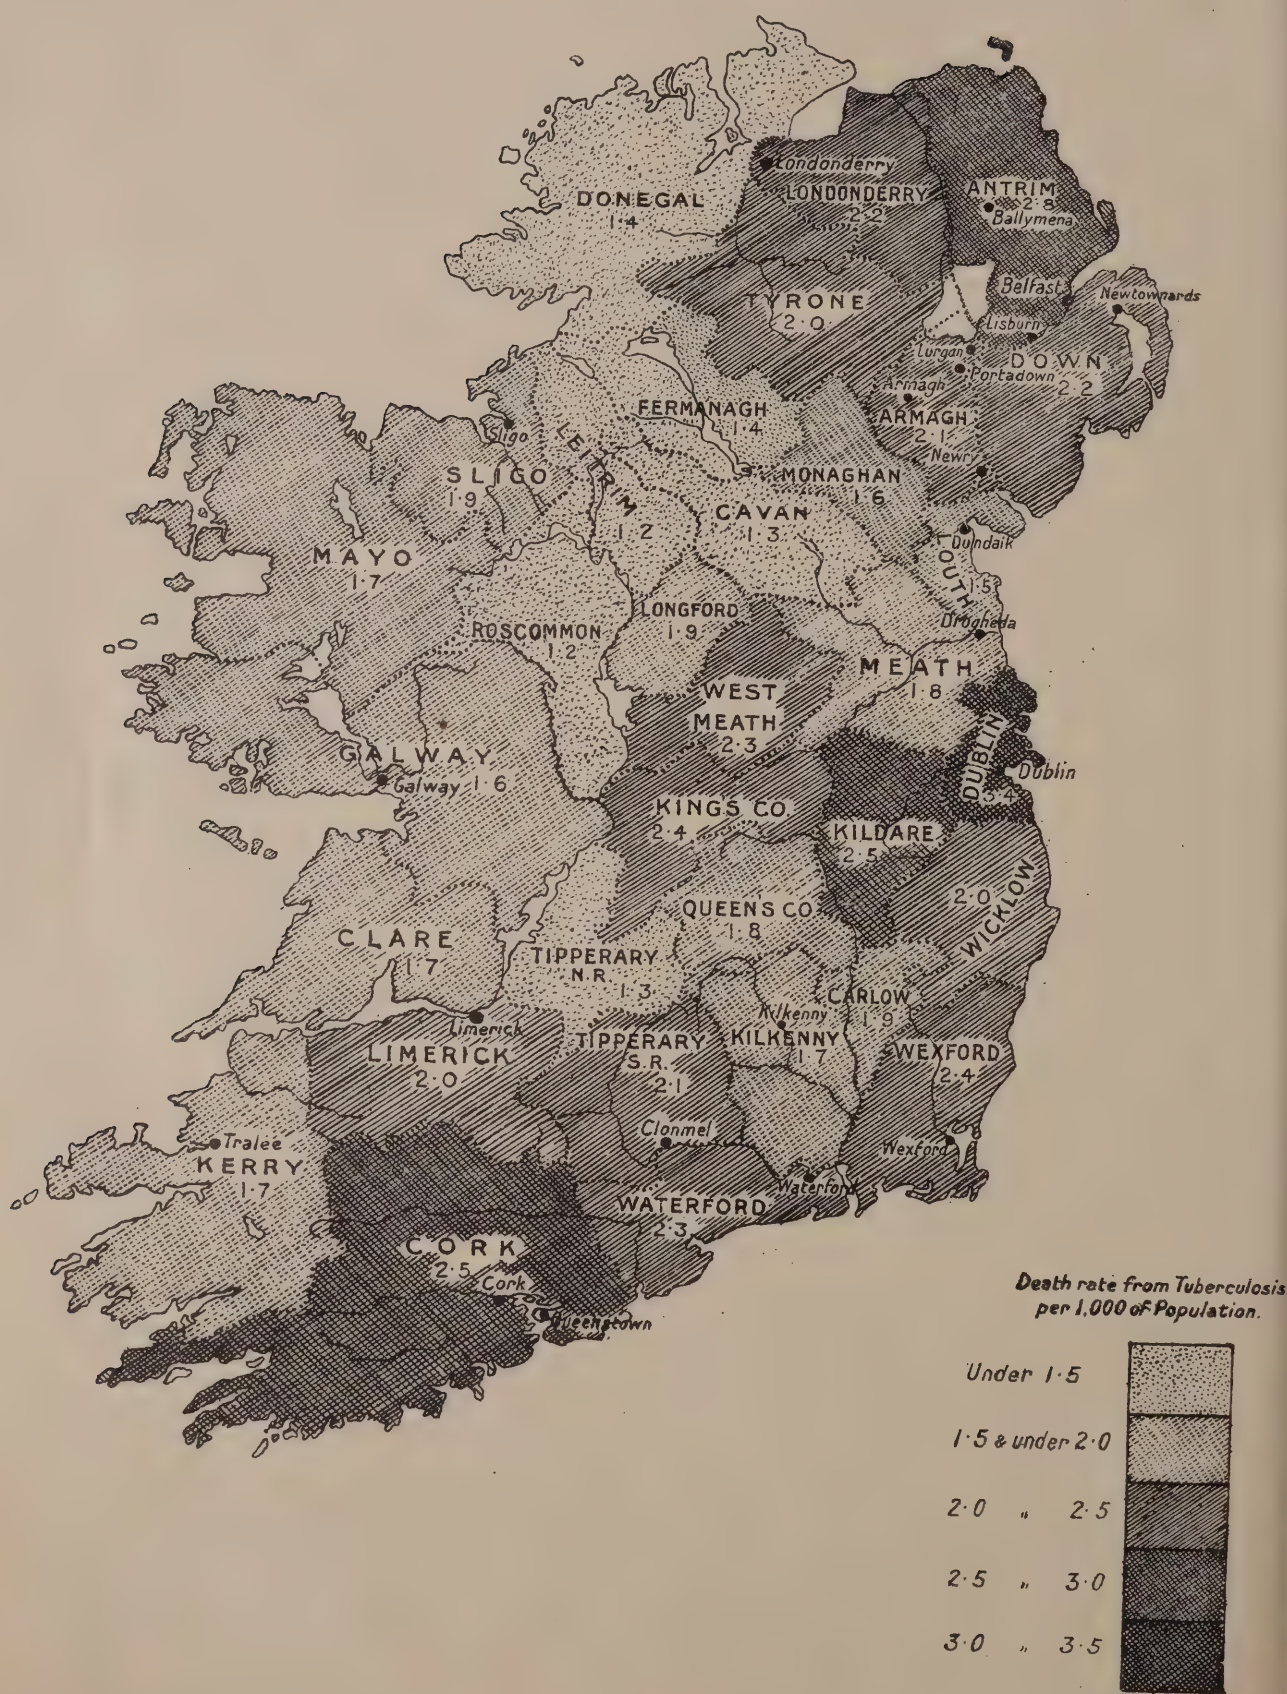 Londonderry
DONEGAL
1·4
LONDONDERRY
2·2
ANTRIM
2·8
Ballymena
TYRONE
2·0
Belfast
Newtownards
Lisburn
Lurgan
Portadown
DOWN
2·2
Armagh
ARMAGH
2·1
Newry
FERMANAGH
1·4
Sligo
SLIGO
1·9
LEITRIM
1·2
MONAGHAN
1·6
CAVAN
1·3
Dundalk
LOUTH
1·5
Drogheda
MAYO
1·7
ROSCOMMON
1·2
LONGFORD
1·9
MEATH
1·8
WEST
MEATH
2·3
DUBLIN
Dublin
GALWAY
Galway 1·6
KINGS CO.
2·4
KILDARE
2·5
2·0
WICKLOW
QUEEN'S CO.
1·8
CLARE
1·7
TIPPERARY
N.R.
1·3
CARLOW
1·9
Limerick
LIMERICK
2·0
TIPPERARY
S.R.
2·1
Kilkenny
KILKENNY
1·7
WEXFORD
2·4
Clonmel
Wexford
Tralee
KERRY
1·7
Waterford
WATERFORD
2·3
CORK
2·5
Cork
Queenstown
Death rate from Tuberculosis
per 1,000 of Population.
Under 1·5
1·5 & under 2·0
2·0 „ 2·5
2·5 „ 3·0
3·0 „ 3·5